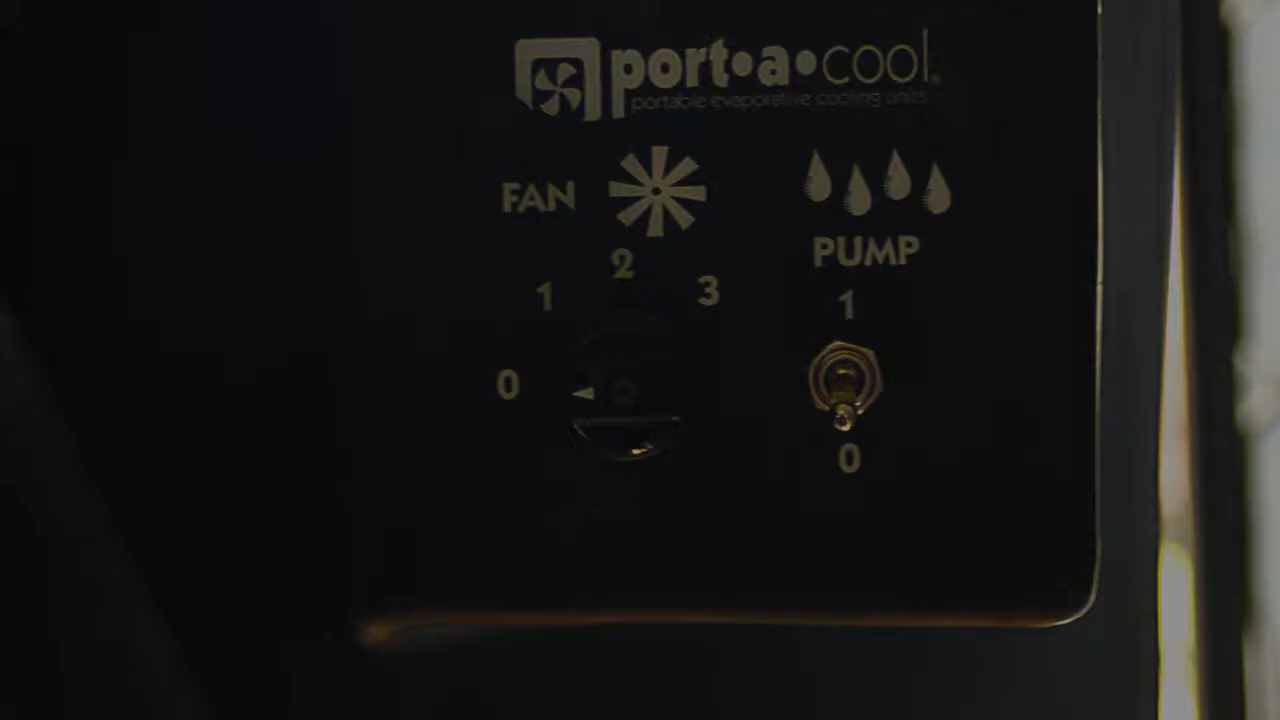 port•a•cool.
portable evaporative cooling units
FAN
PUMP
2
1
3
1
0
0